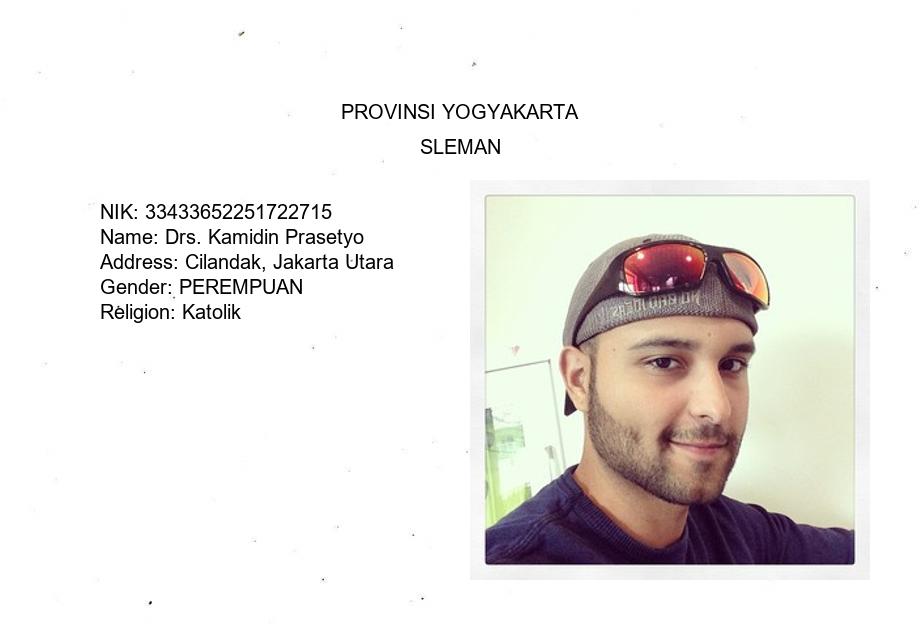 PROVINSI YOGYAKARTA
SLEMAN
NIK: 33433652251722715
Name: Drs. Kamidin Prasetyo
Address: Cilandak, Jakarta Utara
Gender: PEREMPUAN
Religion: Katolik